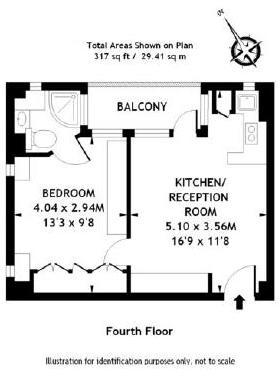 Total Areas Shown on Plan
317 sq ft / 29.41 sq m
BALCONY
BEDROOM
4.04 x 2.94M
13'3 x 9'8
KITCHEN/
RECEPTION
ROOM
5.10 x 3.56M
16'9 x 11'8
Fourth Floor
Illustration for identification purposes only, not to scale